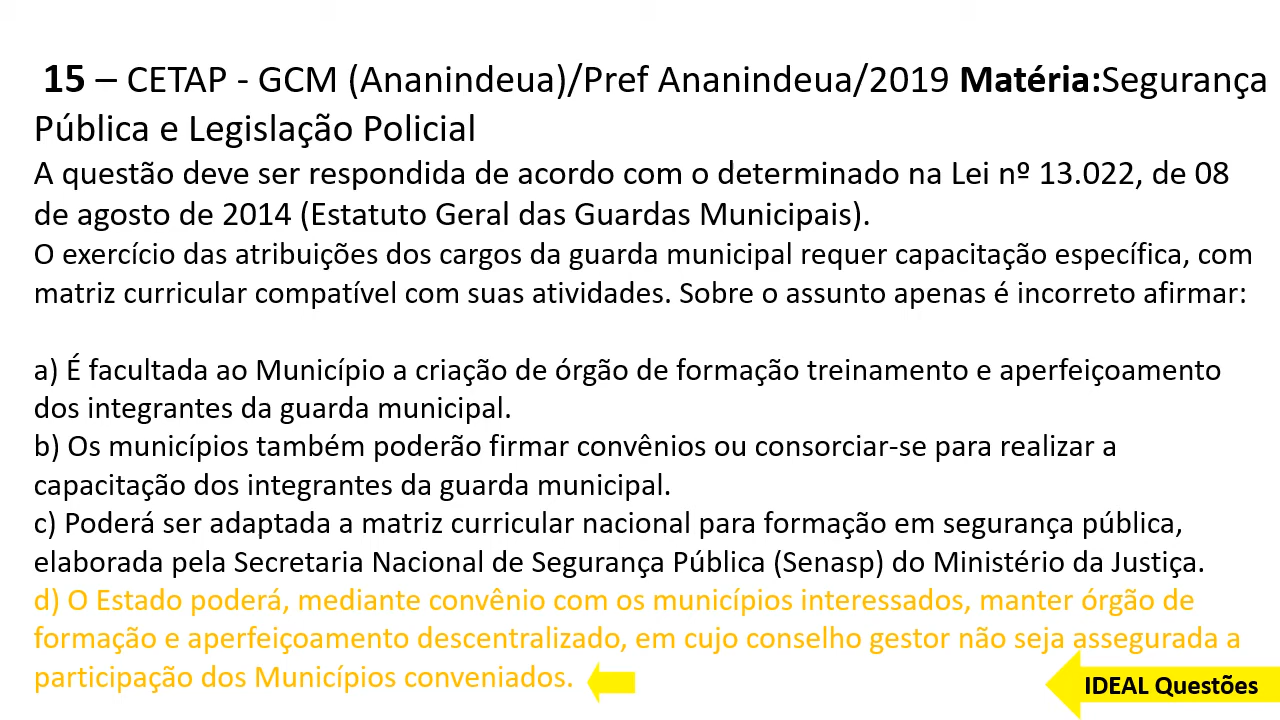 15 – CETAP - GCM (Ananindeua)/Pref Ananindeua/2019 Matéria:Segurança
Pública e Legislação Policial
A questão deve ser respondida de acordo com o determinado na Lei nº 13.022, de 08
de agosto de 2014 (Estatuto Geral das Guardas Municipais).
O exercício das atribuições dos cargos da guarda municipal requer capacitação específica, com
matriz curricular compatível com suas atividades. Sobre o assunto apenas é incorreto afirmar:
a) É facultada ao Município a criação de órgão de formação treinamento e aperfeiçoamento
dos integrantes da guarda municipal.
b) Os municípios também poderão firmar convênios ou consorciar-se para realizar a
capacitação dos integrantes da guarda municipal.
c) Poderá ser adaptada a matriz curricular nacional para formação em segurança pública,
elaborada pela Secretaria Nacional de Segurança Pública (Senasp) do Ministério da Justiça.
d) O Estado poderá, mediante convênio com os municípios interessados, manter órgão de
formação e aperfeiçoamento descentralizado, em cujo conselho gestor não seja assegurada a
participação dos Municípios conveniados.
IDEAL Questões